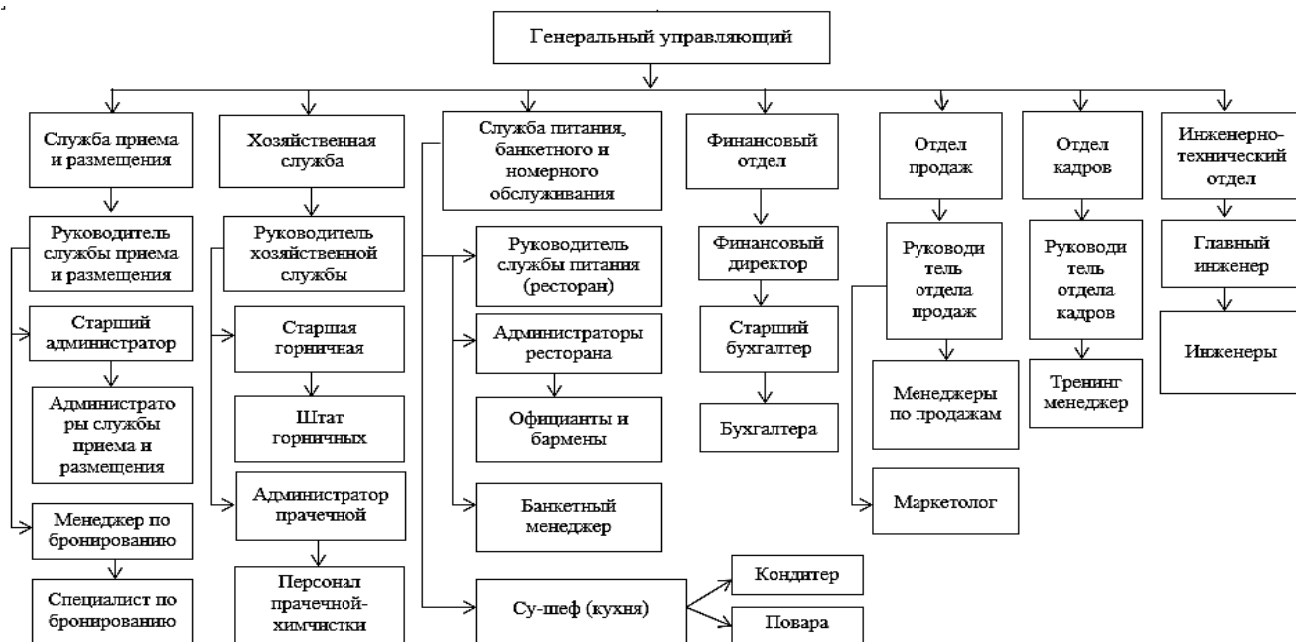 Генеральный управляющий
Служба приема
и размещения
Хозяйственная
служба
Служба питания,
банкетного и
номерного
обслуживания
Финансовый
отдел
Отдел
продаж
Отдел
кадров
Инженерно-
технический
отдел
Руководитель
службы приема
и размещения
Руководитель
хозяйственной
службы
Руководитель
службы питания
(ресторан)
Финансовый
директор
Руководи
тель
отдела
продаж
Руководи
тель
отдела
кадров
Главный
инженер
Старший
администратор
Старшая
горничная
Администраторы
ресторана
Старший
бухгалтер
Инженеры
Администрато
ры службы
приема и
размещения
Штат
горничных
Официанты и
бармены
Бухгалтера
Менеджеры
по продажам
Тренинг
менеджер
Менеджер по
бронированию
Администратор
прачечной
Банкетный
менеджер
Маркетолог
Специалист по
бронированию
Персонал
прачечной-
химчистки
Су-шеф (кухня)
Кондитер
Повара